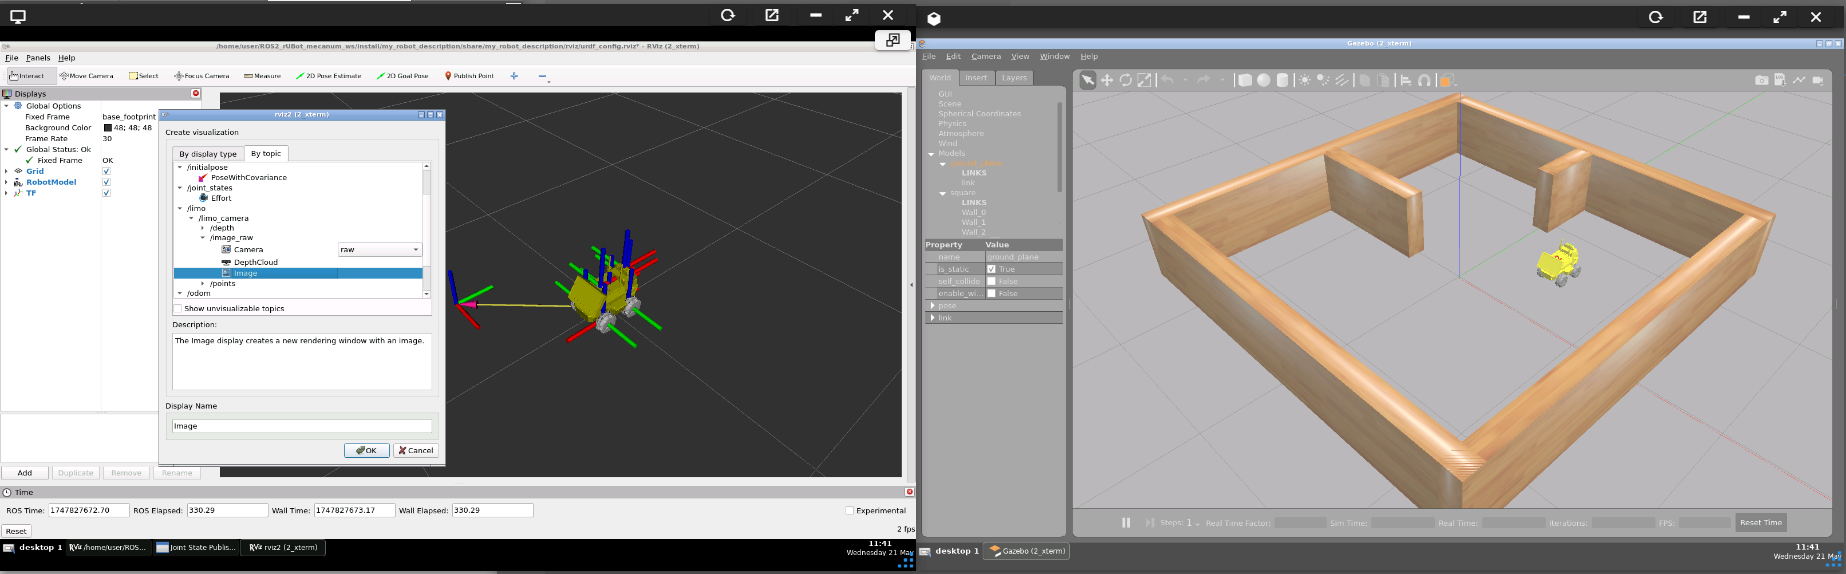 /home/user/ROS2_rUBot_mecanum_ws/install/my_robot_description/share/my_robot_description/rviz/urdf_config.rviz* - RViz (2_xterm)
File Panels Help
Interact Move Camera Select Focus Camera Measure 2D Pose Estimate 2D Goal Pose Publish Point
Displays
Global Options
Fixed Frame base_footprint
Background Color 48; 48; 48
Frame Rate 30
Global Status: Ok
Fixed Frame OK
Grid
RobotModel
TF
Add Duplicate Remove Rename
rviz2 (2_xterm)
Create visualization
By display type By topic
/initialpose
PoseWithCovariance
/joint_states
Effort
/limo
/limo_camera
/depth
/image_raw
Camera raw
DepthCloud
Image
/points
/odom
Show unvisualizable topics
Description:
The Image display creates a new rendering window with an image.
Display Name
Image
OK Cancel
Time
ROS Time: 1747827672.70 ROS Elapsed: 330.29 Wall Time: 1747827673.17 Wall Elapsed: 330.29 Experimental
Reset 2 fps
desktop 1 RViz /home/user/ROS... Joint State Publis... RViz rviz2 (2_xterm) 11:41
Wednesday 21 May
Gazebo (2_xterm)
File Edit Camera View Window Help
World Insert Layers
GUI
Scene
Spherical Coordinates
Physics
Atmosphere
Wind
Models
LINKS
link
square
LINKS
Wall_0
Wall_1
Wall_2
Property Value
name ground_plane
is_static True
self_collide False
enable_wi... False
pose
link
Steps: 1 Real Time Factor: Sim Time: Real Time: Iterations: FPS: Reset Time
desktop 1 Gazebo (2_xterm) 11:41
Wednesday 21 May